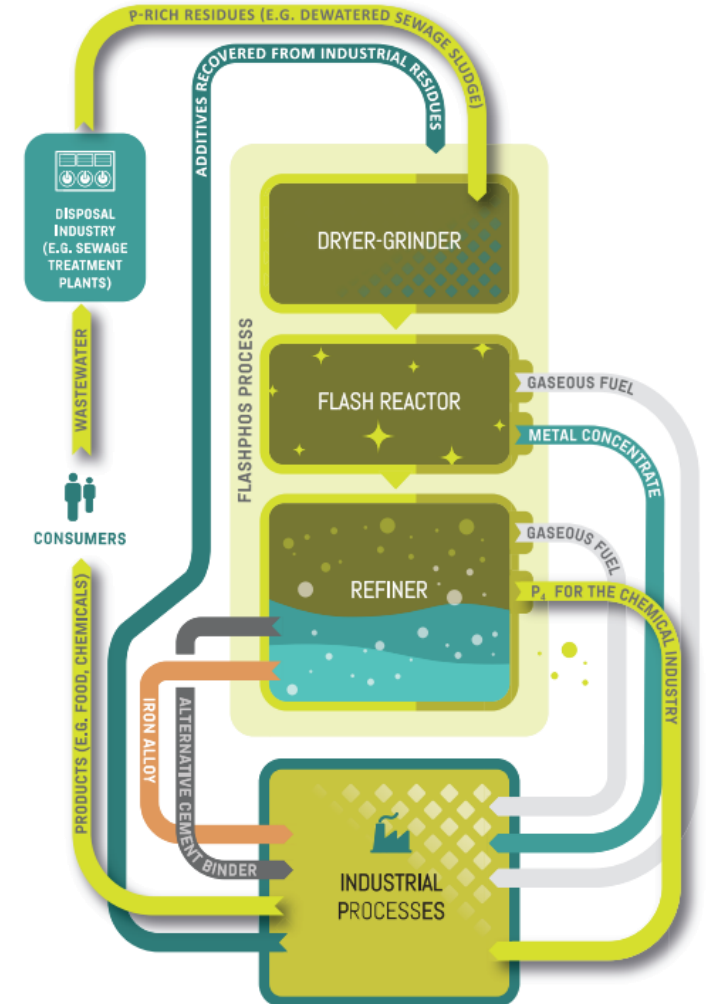 P-RICH RESIDUES (E.G. DEWATERED SEWAGE SLUDGE)
ADDITIVES RECOVERED FROM INDUSTRIAL RESIDUES
DISPOSAL
INDUSTRY
(E.G. SEWAGE
TREATMENT
PLANTS)
WASTEWATER
CONSUMERS
PRODUCTS (E.G. FOOD, CHEMICALS)
FLASHPHOS PROCESS
DRYER-GRINDER
FLASH REACTOR
GASEOUS FUEL
METAL CONCENTRATE
REFINER
GASEOUS FUEL
P₄ FOR THE CHEMICAL INDUSTRY
IRON ALLOY
ALTERNATIVE CEMENT BINDER
INDUSTRIAL
PROCESSES